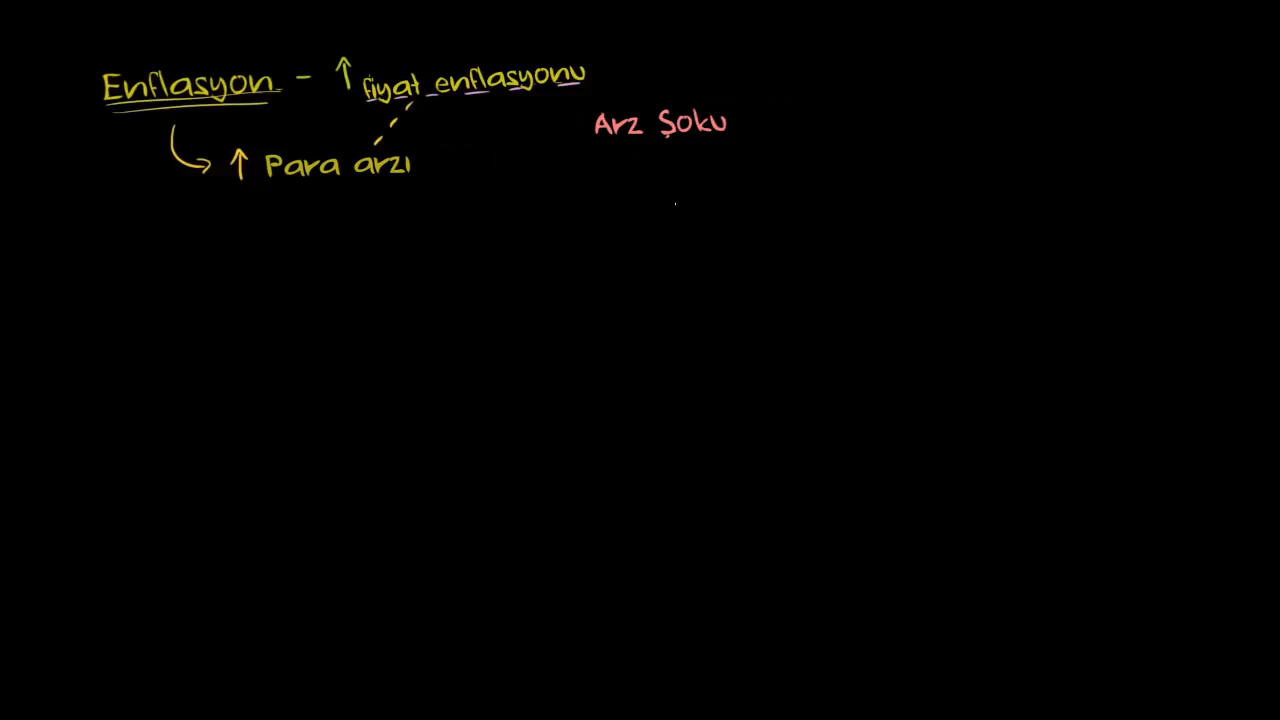 Enflasyon - ↑ fiyat enflasyonu
Arz Şoku
↑ Para arzı